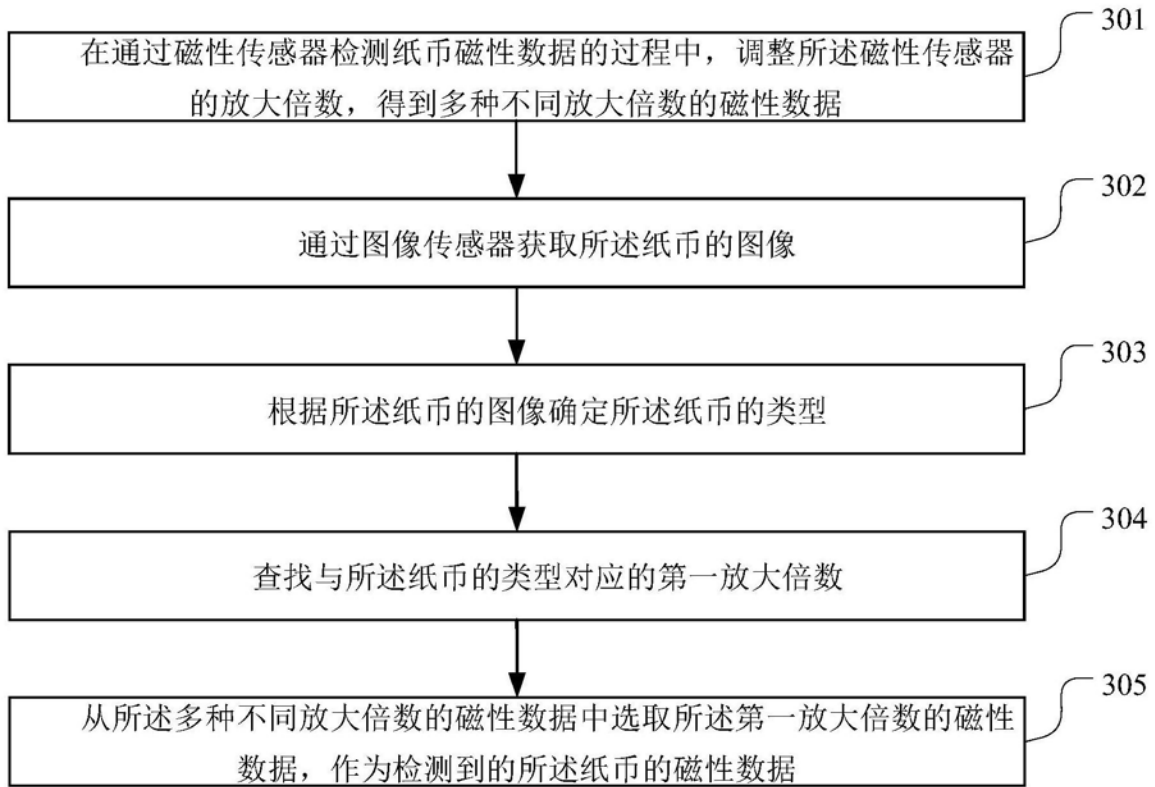 301
在通过磁性传感器检测纸币磁性数据的过程中，调整所述磁性传感器
的放大倍数，得到多种不同放大倍数的磁性数据
302
通过图像传感器获取所述纸币的图像
303
根据所述纸币的图像确定所述纸币的类型
304
查找与所述纸币的类型对应的第一放大倍数
305
从所述多种不同放大倍数的磁性数据中选取所述第一放大倍数的磁性
数据，作为检测到的所述纸币的磁性数据